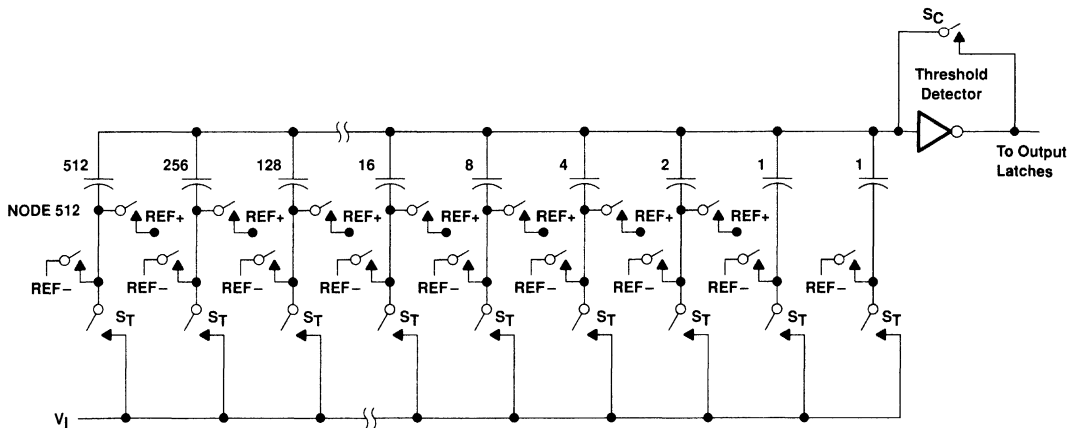 SC
Threshold
Detector
To Output
Latches
512 256 128 16 8 4 2 1 1
NODE 512 REF+ REF+ REF+ REF+ REF+ REF+ REF+
REF− REF− REF− REF− REF− REF− REF− REF− REF−
ST ST ST ST ST ST ST ST ST
VI